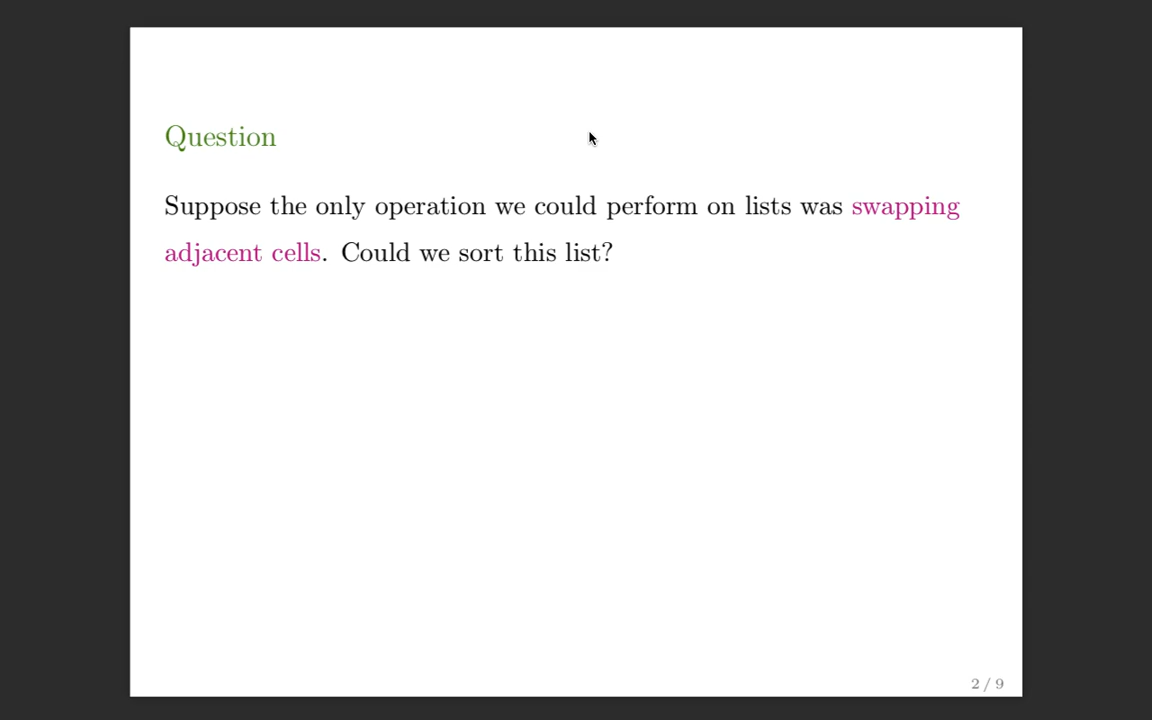 Question
Suppose the only operation we could perform on lists was swapping
adjacent cells. Could we sort this list?
2 / 9